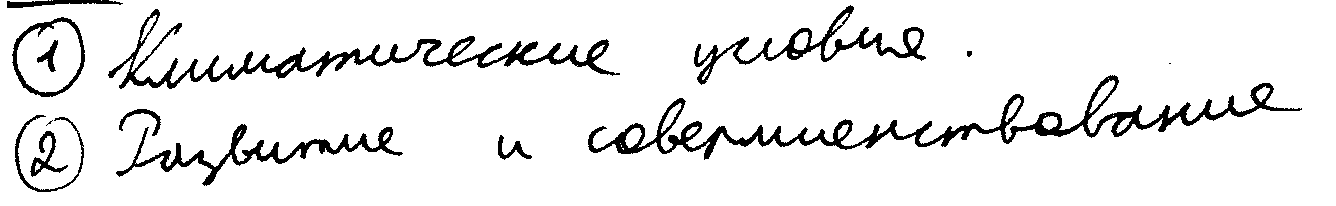 ① Климатические условия.
② Развитие и совершенствование